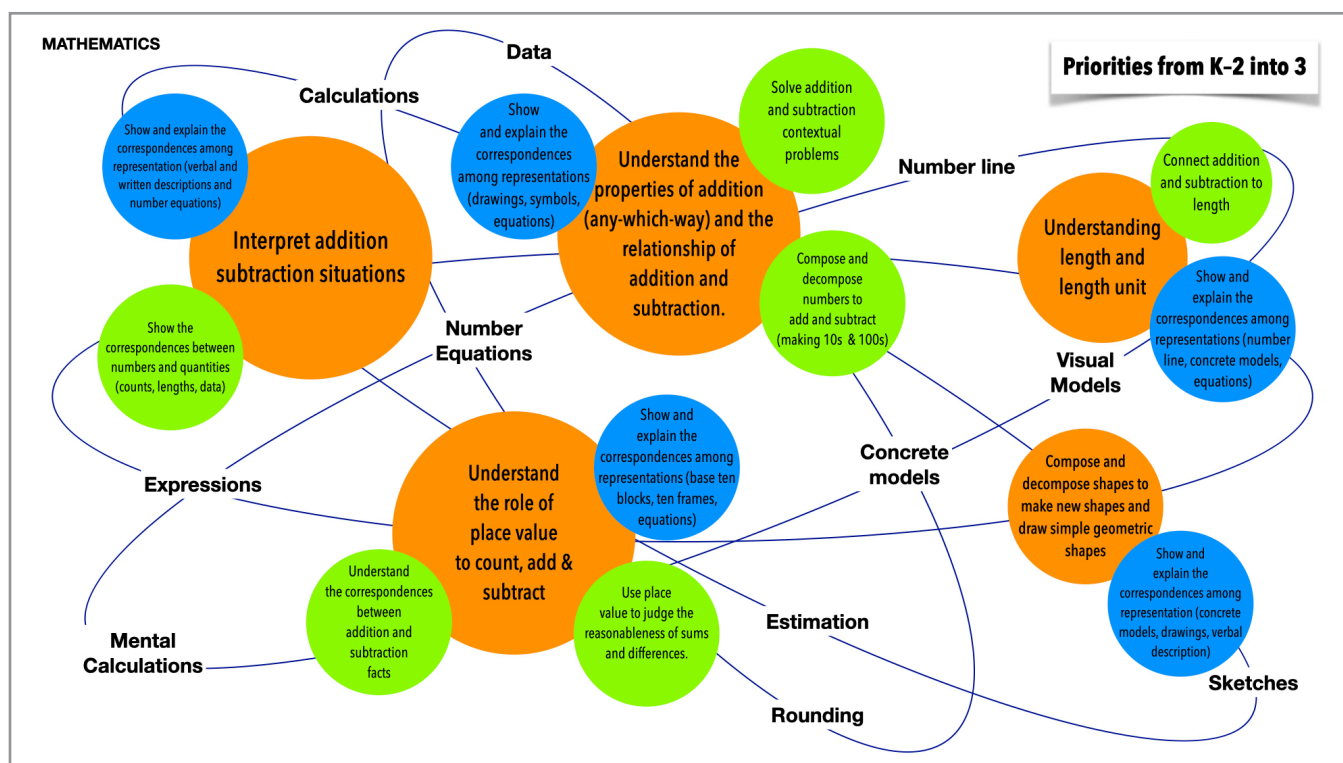 MATHEMATICS
Priorities from K–2 into 3
Data
Calculations
Show and explain the
correspondences among
representation (verbal and
written descriptions and
number equations)
Interpret addition
subtraction situations
Show the
correspondences between
numbers and quantities
(counts, lengths, data)
Show
and explain the
correspondences
among representations
(drawings, symbols,
equations)
Understand the
properties of addition
(any-which-way) and the
relationship of
addition and
subtraction.
Solve addition
and subtraction
contextual
problems
Compose and
decompose
numbers to
add and subtract
(making 10s & 100s)
Number line
Connect addition
and subtraction to
length
Understanding
length and
length unit
Show and
explain the
correspondences among
representations (number
line, concrete models,
equations)
Number
Equations
Visual
Models
Expressions
Understand
the role of
place value
to count, add &
subtract
Show and
explain the
correspondences among
representations (base ten
blocks, ten frames,
equations)
Concrete
models
Compose and
decompose shapes to
make new shapes and
draw simple geometric
shapes
Show and
explain the
correspondences among
representation (concrete
models, drawings, verbal
description)
Understand
the correspondences
between
addition and
subtraction
facts
Use place
value to judge the
reasonableness of sums
and differences.
Mental
Calculations
Estimation
Rounding
Sketches